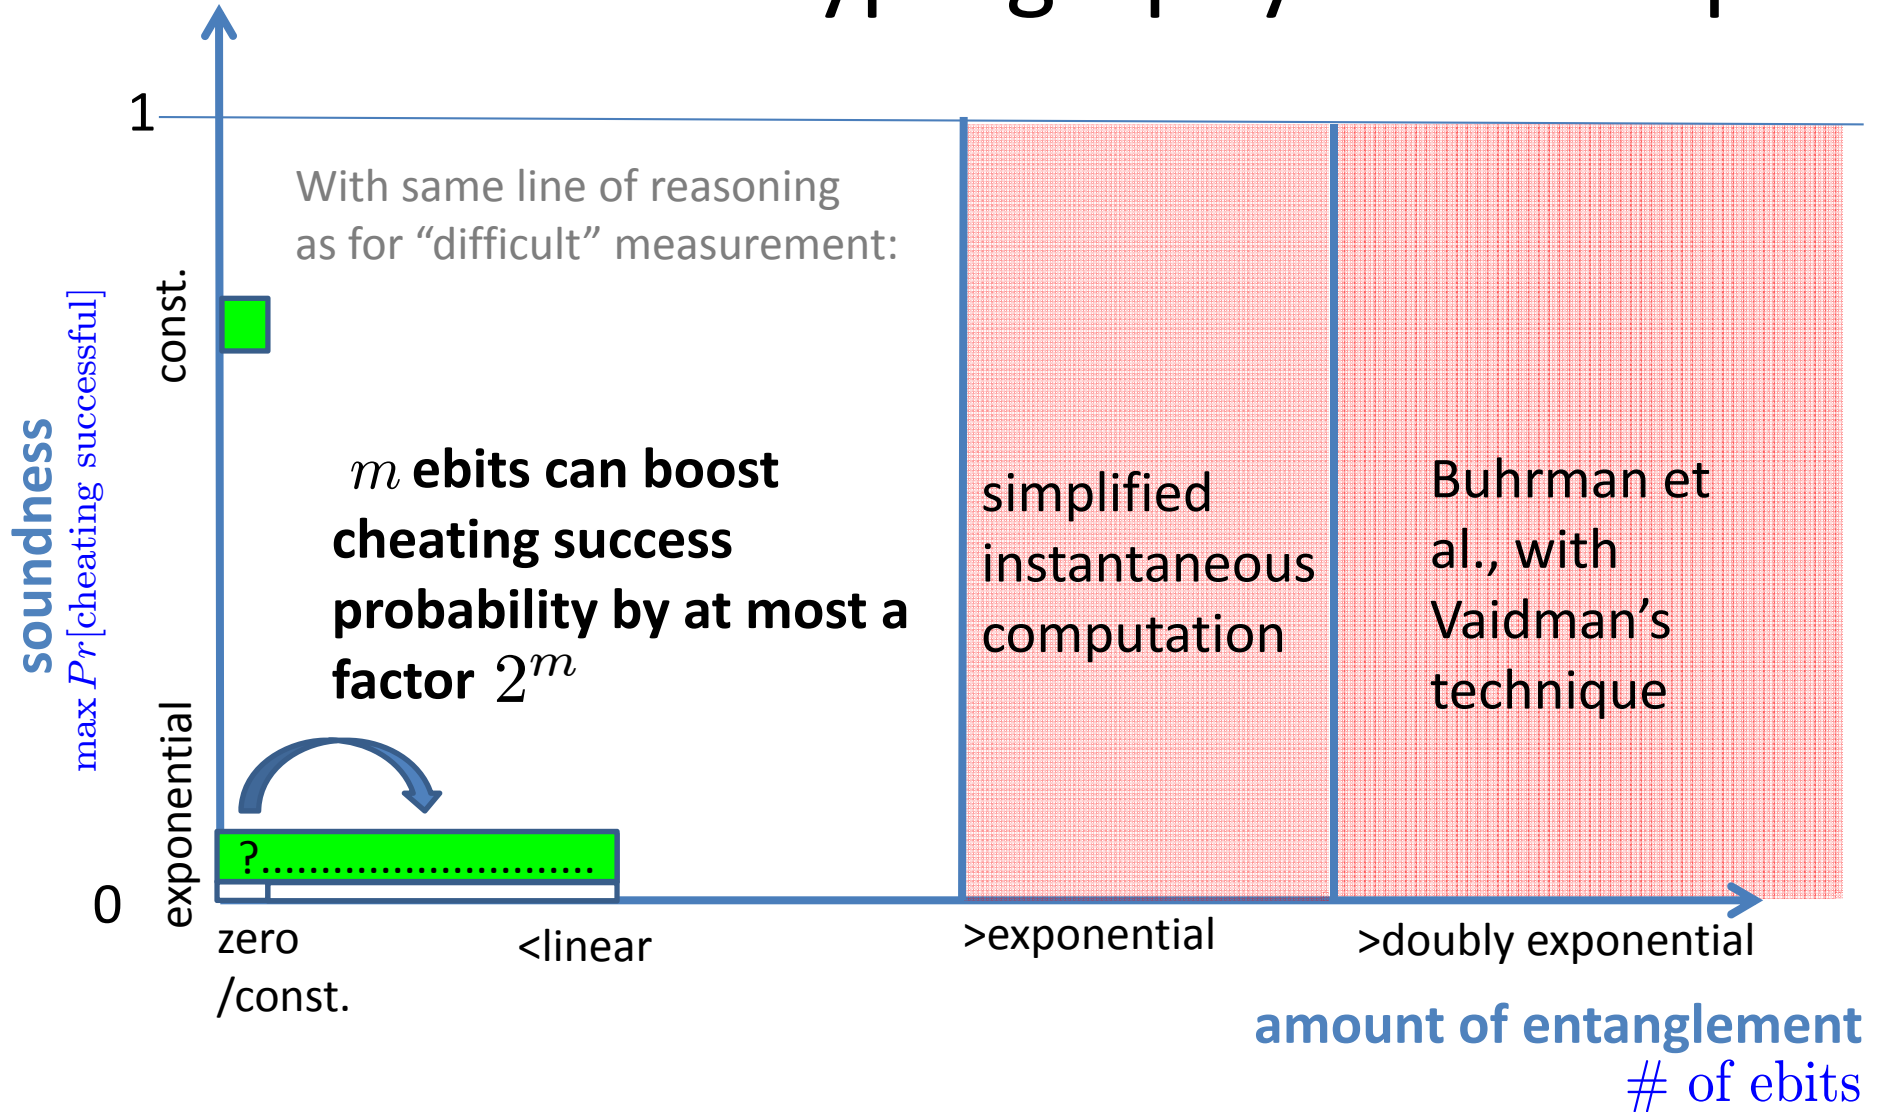 1
With same line of reasoning
as for “difficult” measurement:
const.
soundness
max Pr[cheating successful]
m ebits can boost
cheating success
probability by at most a
factor 2^m
simplified
instantaneous
computation
Buhrman et
al., with
Vaidman’s
technique
exponential
?............................
0
zero
/const.
<linear
>exponential
>doubly exponential
amount of entanglement
# of ebits